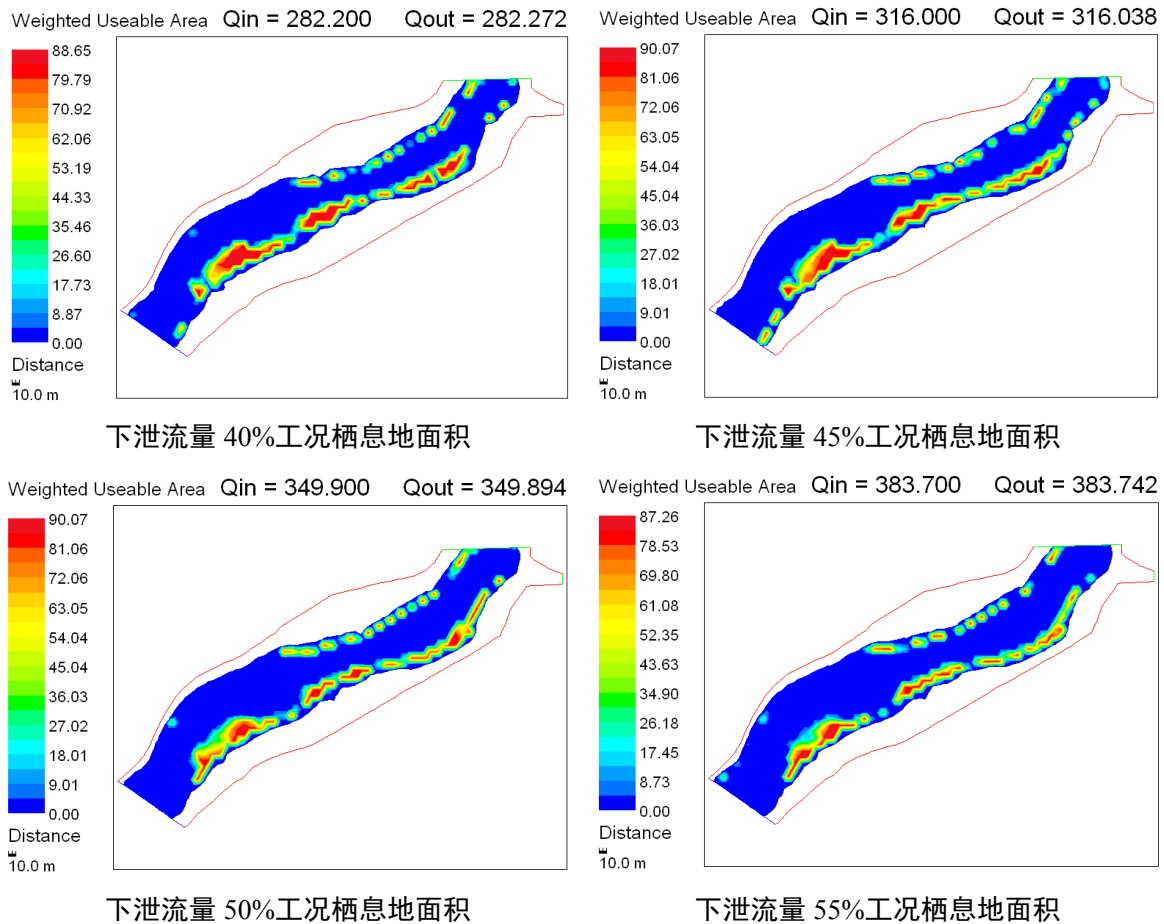 Weighted Useable Area Qin = 282.200 Qout = 282.272
88.65
79.79
70.92
62.06
53.19
44.33
35.46
26.60
17.73
8.87
0.00
Distance
10.0 m
下泄流量 40%工况栖息地面积
Weighted Useable Area Qin = 316.000 Qout = 316.038
90.07
81.06
72.06
63.05
54.04
45.04
36.03
27.02
18.01
9.01
0.00
Distance
10.0 m
下泄流量 45%工况栖息地面积
Weighted Useable Area Qin = 349.900 Qout = 349.894
90.07
81.06
72.06
63.05
54.04
45.04
36.03
27.02
18.01
9.01
0.00
Distance
10.0 m
下泄流量 50%工况栖息地面积
Weighted Useable Area Qin = 383.700 Qout = 383.742
87.26
78.53
69.80
61.08
52.35
43.63
34.90
26.18
17.45
8.73
0.00
Distance
10.0 m
下泄流量 55%工况栖息地面积